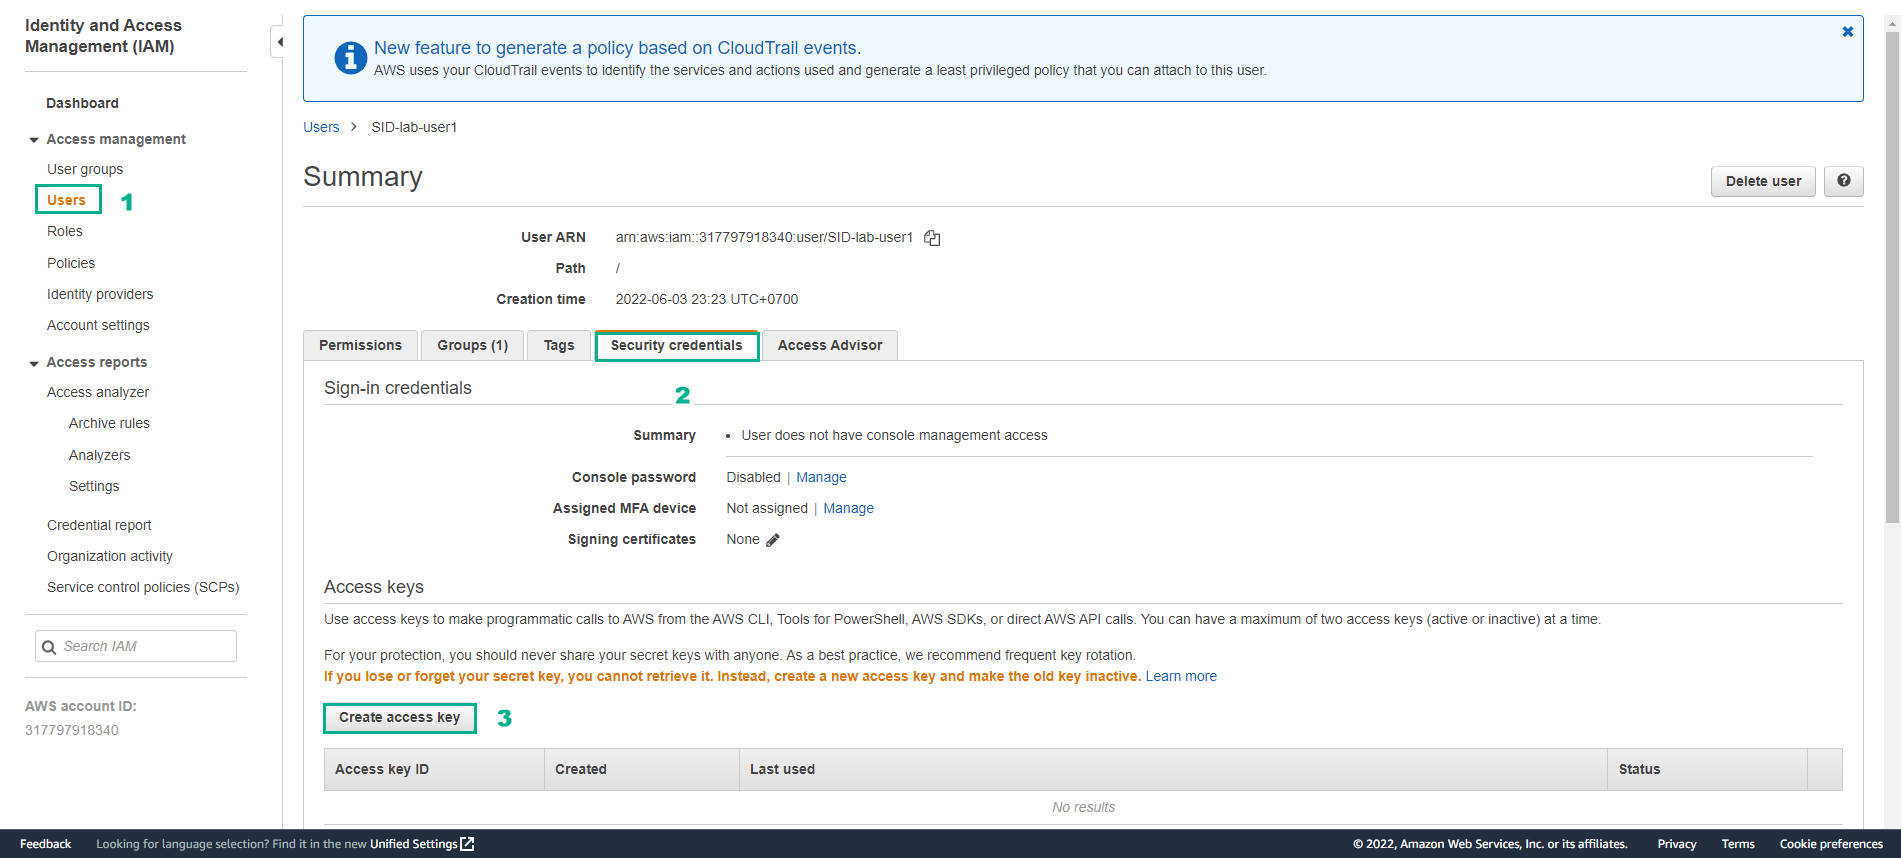 Identity and Access
Management (IAM)
Dashboard
Access management
User groups
Users
1
Roles
Policies
Identity providers
Account settings
Access reports
Access analyzer
Archive rules
Analyzers
Settings
Credential report
Organization activity
Service control policies (SCPs)
Search IAM
AWS account ID:
317797918340
New feature to generate a policy based on CloudTrail events.
AWS uses your CloudTrail events to identify the services and actions used and generate a least privileged policy that you can attach to this user.
Users > SID-lab-user1
Summary
Delete user
User ARN arn:aws:iam::317797918340:user/SID-lab-user1
Path /
Creation time 2022-06-03 23:23 UTC+0700
Permissions Groups (1) Tags Security credentials Access Advisor
Sign-in credentials
2
Summary • User does not have console management access
Console password Disabled | Manage
Assigned MFA device Not assigned | Manage
Signing certificates None
Access keys
Use access keys to make programmatic calls to AWS from the AWS CLI, Tools for PowerShell, AWS SDKs, or direct AWS API calls. You can have a maximum of two access keys (active or inactive) at a time.
For your protection, you should never share your secret keys with anyone. As a best practice, we recommend frequent key rotation.
If you lose or forget your secret key, you cannot retrieve it. Instead, create a new access key and make the old key inactive. Learn more
Create access key 3
Access key ID Created Last used Status
No results
Feedback Looking for language selection? Find it in the new Unified Settings © 2022, Amazon Web Services, Inc. or its affiliates. Privacy Terms Cookie preferences